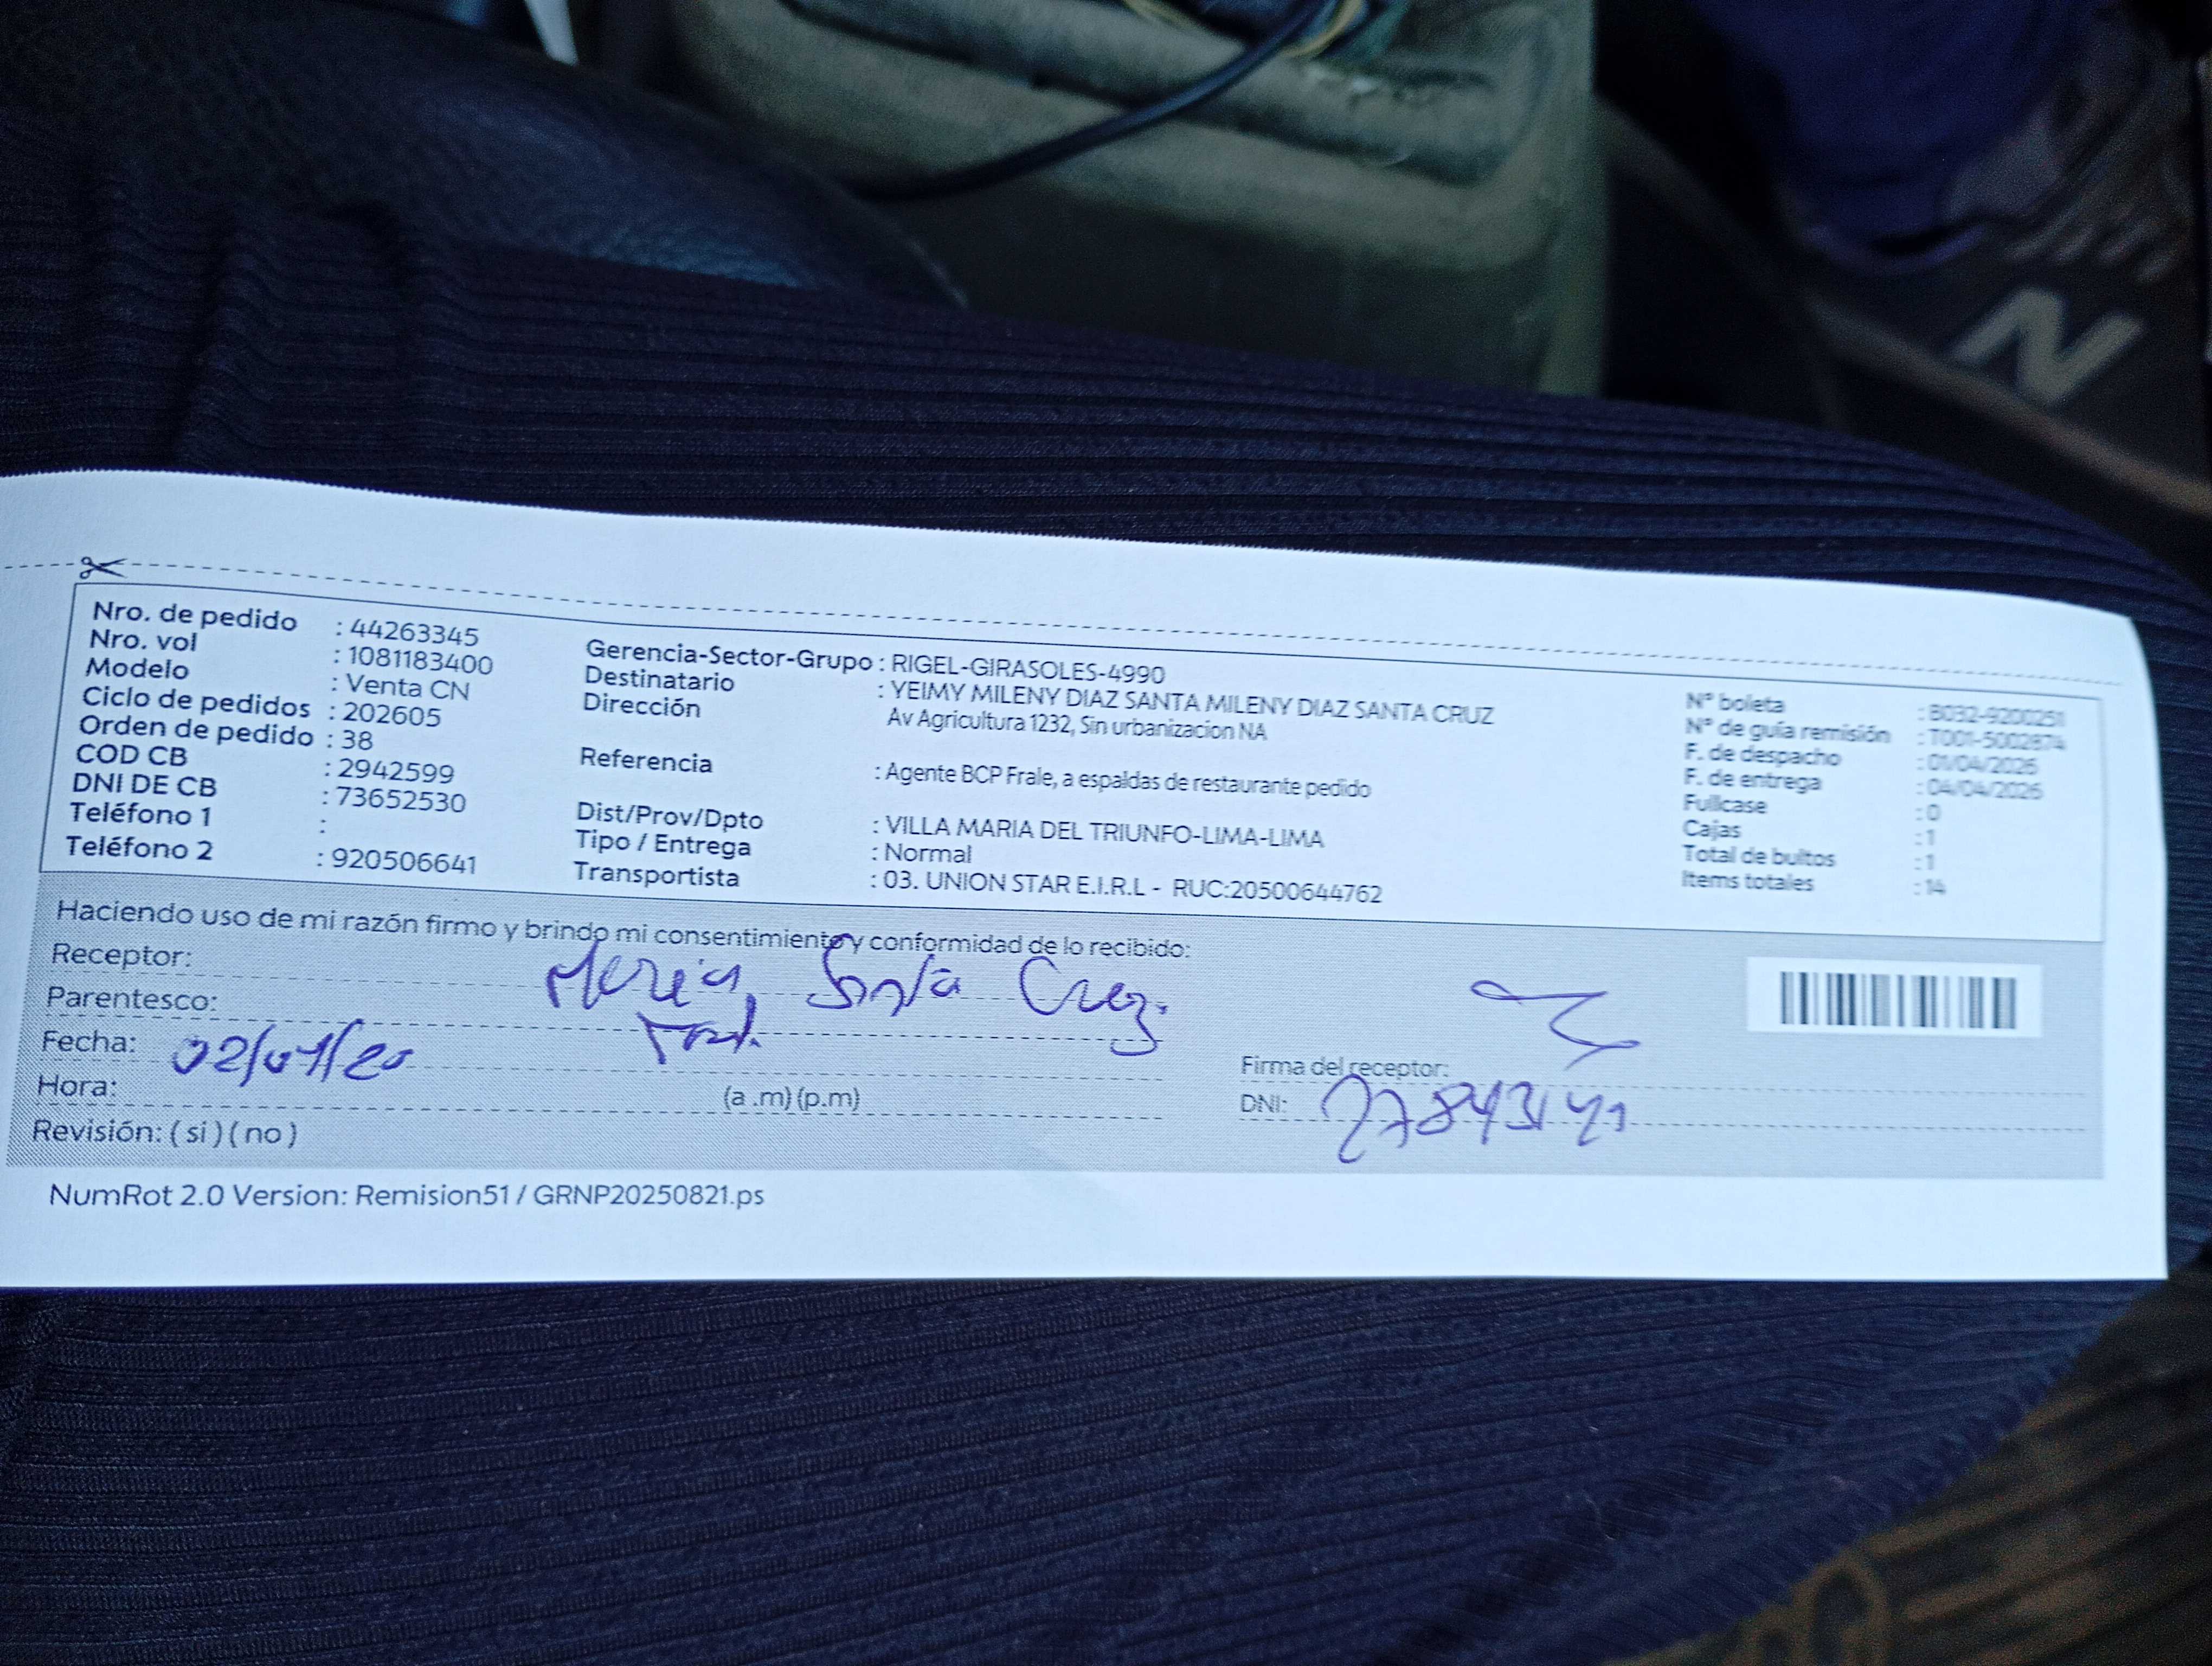 N
Nro. de pedido : 44263345
Nro. vol : 1081183400
Modelo : Venta CN
Ciclo de pedidos : 202605
Orden de pedido : 38
COD CB : 2942599
DNI DE CB : 73652530
Teléfono 1 :
Teléfono 2 : 920506641
Gerencia-Sector-Grupo : RIGEL-GIRASOLES-4990
Destinatario : YEIMY MILENY DIAZ SANTA MILENY DIAZ SANTA CRUZ
Dirección Av Agricultura 1232, Sin urbanizacion NA
Referencia : Agente BCP Frale, a espaldas de restaurante pedido
Dist/Prov/Dpto : VILLA MARIA DEL TRIUNFO-LIMA-LIMA
Tipo / Entrega : Normal
Transportista : 03. UNION STAR E.I.R.L - RUC:20500644762
N° boleta : B032-9200251
N° de guía remisión : T001-5002874
F. de despacho : 01/04/2026
F. de entrega : 04/04/2026
Fullcase : 0
Cajas : 1
Total de bultos : 1
Items totales : 14
Haciendo uso de mi razón firmo y brindo mi consentimiento y conformidad de lo recibido:
Receptor: Maria Santa Cruz.
Parentesco:
Fecha: 02/04/20
Hora: (a .m) (p.m)
Revisión: ( si ) ( no )
Firma del receptor:
DNI: 27843141
NumRot 2.0 Version: Remision51 / GRNP20250821.ps